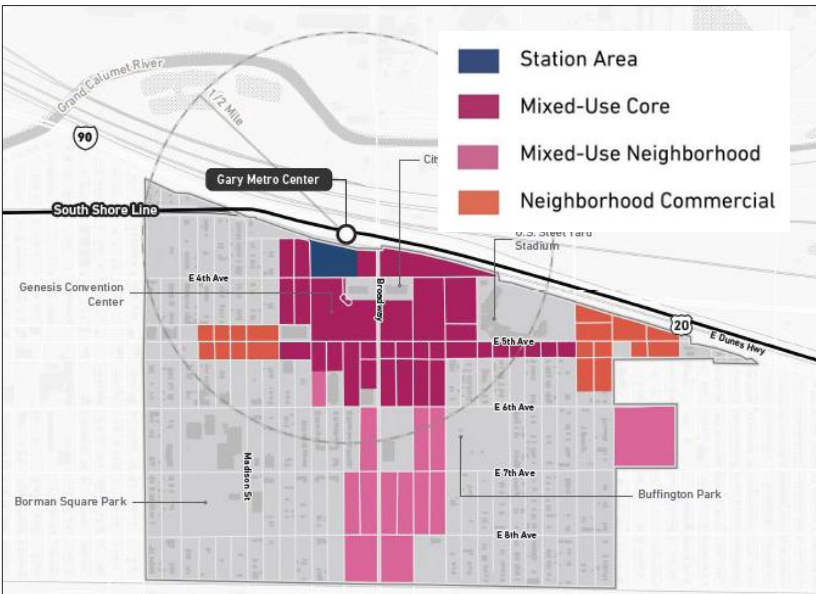 Grand Calumet River
1/2 Mile
90
Station Area
Mixed-Use Core
Mixed-Use Neighborhood
Neighborhood Commercial
Gary Metro Center
South Shore Line
U.S. Steel Yard
Stadium
E 4th Ave
Genesis Convention
Center
Broadway
20
E Dunes Hwy
E 5th Ave
E 6th Ave
Madison St
E 7th Ave
Borman Square Park
Buffington Park
E 8th Ave